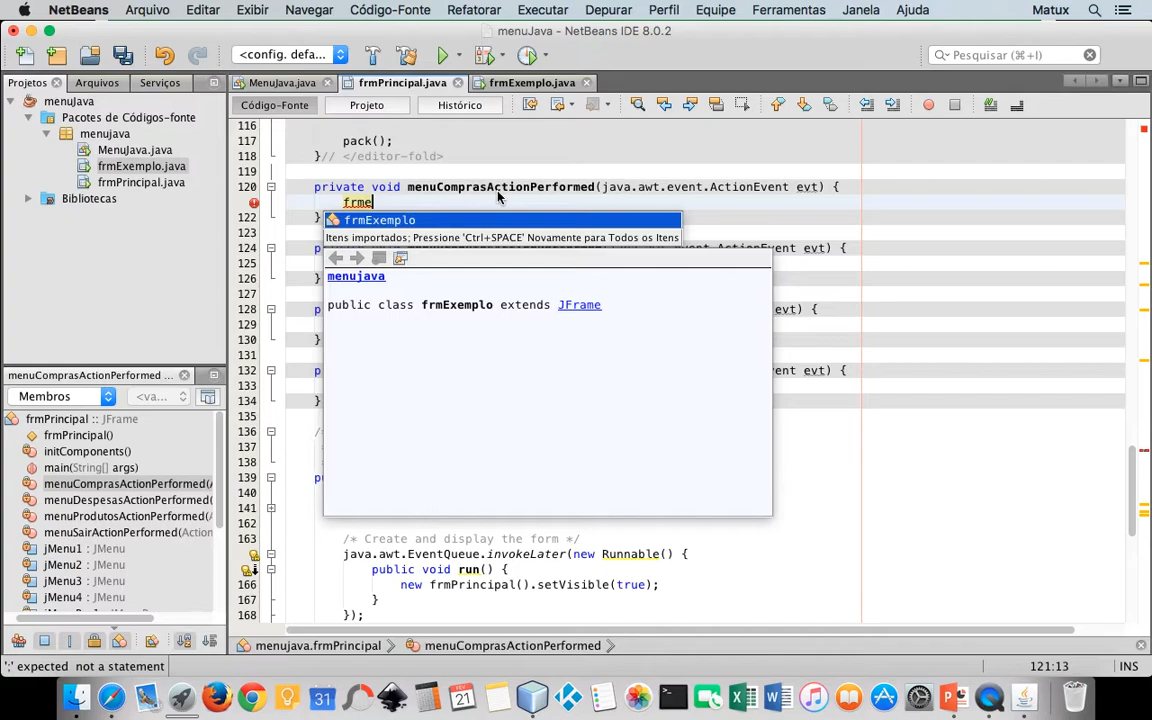 NetBeans Arquivo Editar Exibir Navegar Código-Fonte Refatorar Executar Depurar Perfil Equipe Ferramentas Janela Ajuda Matux
menuJava - NetBeans IDE 8.0.2
<config. defa...
Pesquisar (⌘+I)
Projetos Arquivos Serviços
MenuJava.java frmPrincipal.java frmExemplo.java
menuJava
Pacotes de Códigos-fonte
menujava
MenuJava.java
frmExemplo.java
frmPrincipal.java
Bibliotecas
Código-Fonte Projeto Histórico
116
117 pack();
118 }// </editor-fold>
119
120 private void menuComprasActionPerformed(java.awt.event.ActionEvent evt) {
frme
122 }
frmExemplo
Itens importados; Pressione 'Ctrl+SPACE' Novamente para Todos os Itens
menujava
public class frmExemplo extends JFrame
124
126 }
127
128 evt) {
130 }
131
132 vent evt) {
133
134 }
135
136
137
138
139
140
141
162
163 /* Create and display the form */
java.awt.EventQueue.invokeLater(new Runnable() {
public void run() {
166 new frmPrincipal().setVisible(true);
167 }
168 });
menuComprasActionPerformed ...
Membros <va...
frmPrincipal :: JFrame
frmPrincipal()
initComponents()
main(String[] args)
menuComprasActionPerformed(A
menuDespesasActionPerformed(
menuProdutosActionPerformed(
menuSairActionPerformed(Action
jMenu1 : JMenu
jMenu2 : JMenu
jMenu3 : JMenu
jMenu4 : JMenu
menujava.frmPrincipal menuComprasActionPerformed
';' expected not a statement
121:13 INS